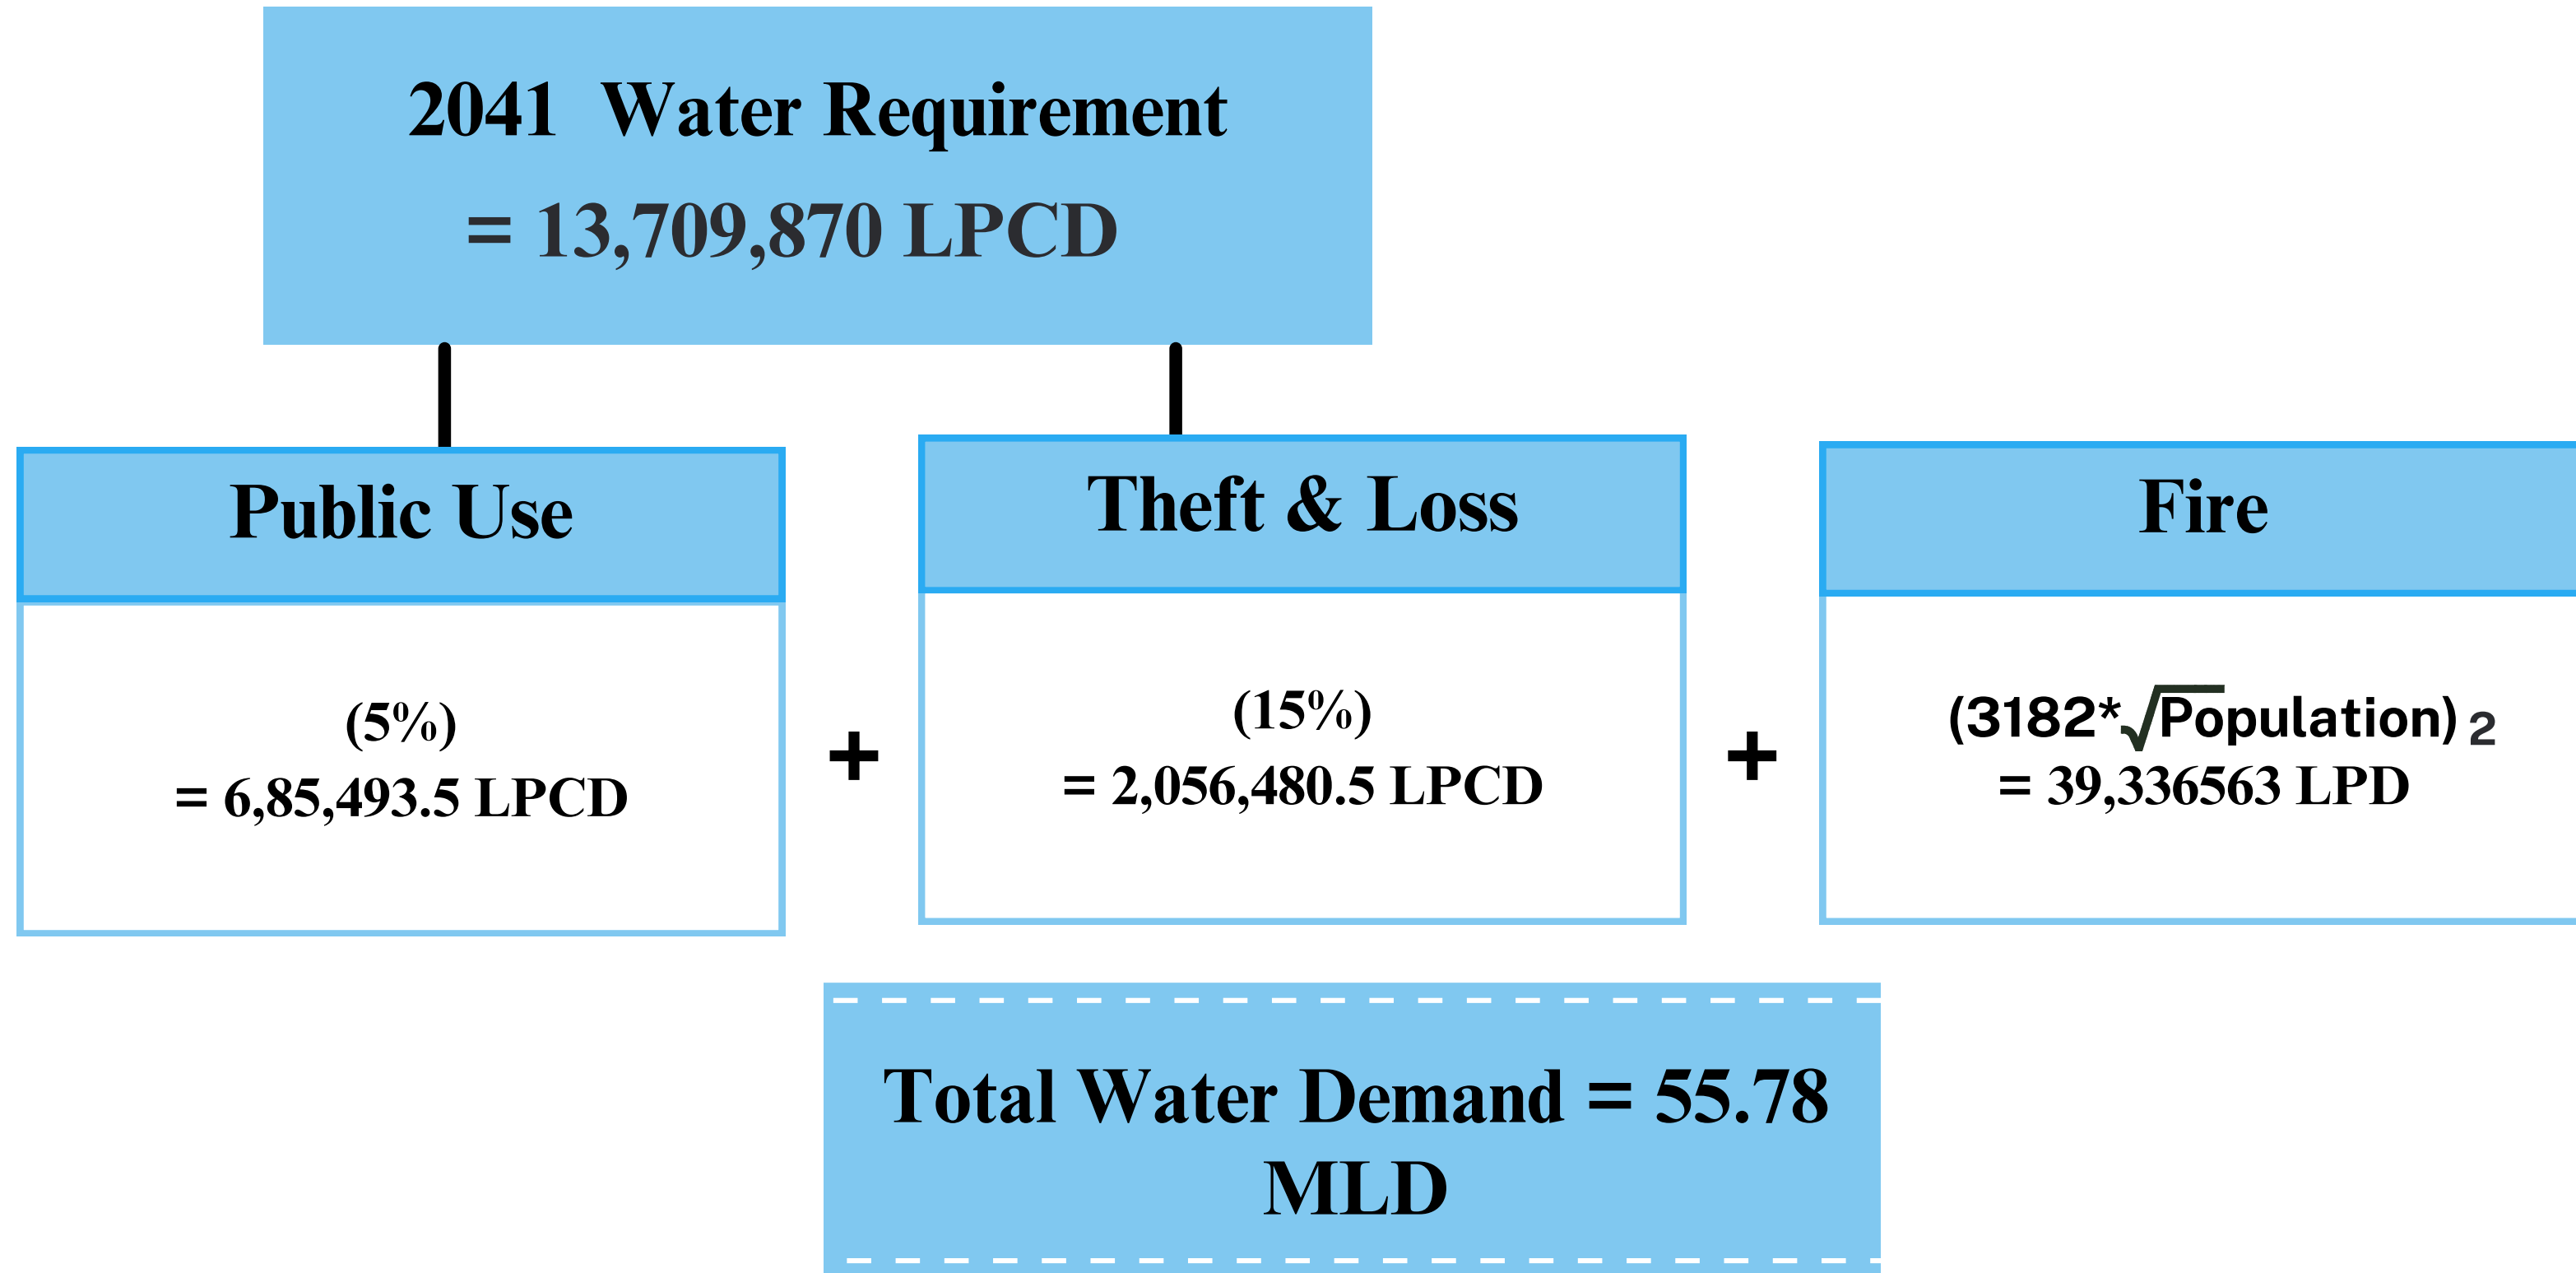 2041 Water Requirement
= 13,709,870 LPCD
Public Use
(5%)
= 6,85,493.5 LPCD
+
Theft & Loss
(15%)
= 2,056,480.5 LPCD
+
Fire
(3182*√Population) 2
= 39,336563 LPD
Total Water Demand = 55.78
MLD